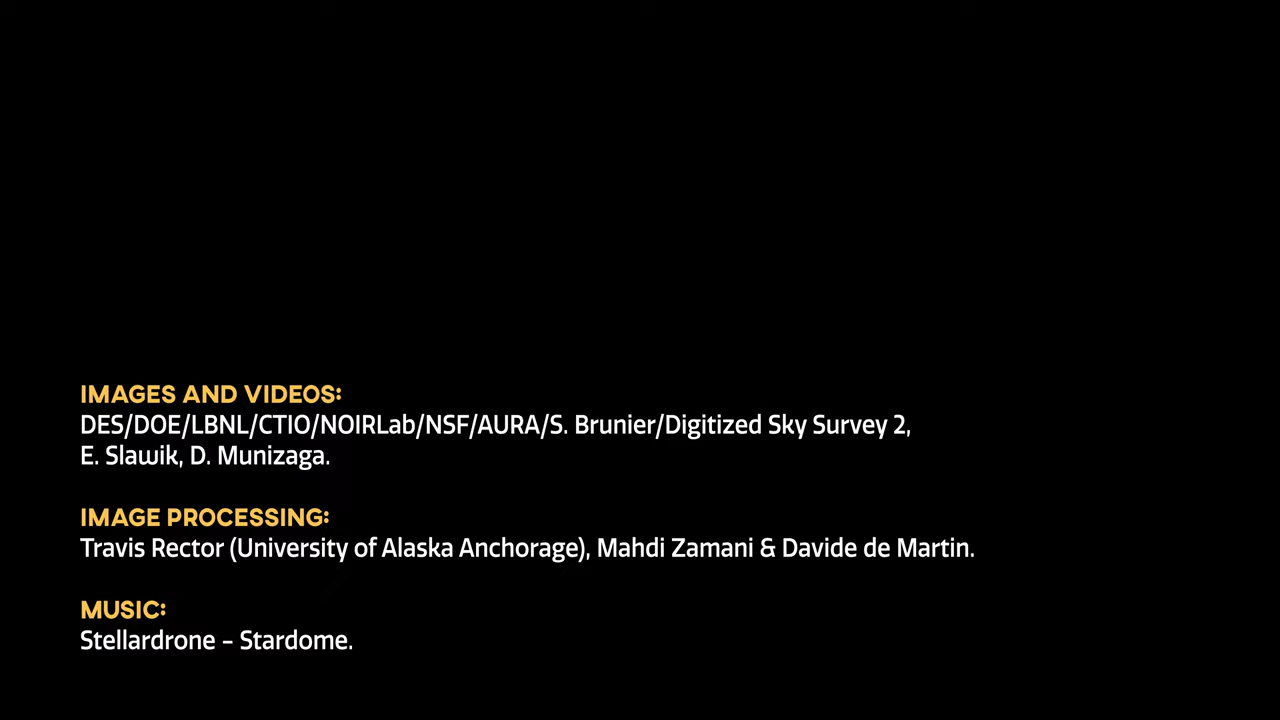 IMAGES AND VIDEOS:
DES/DOE/LBNL/CTIO/NOIRLab/NSF/AURA/S. Brunier/Digitized Sky Survey 2,
E. Slawik, D. Munizaga.
IMAGE PROCESSING:
Travis Rector (University of Alaska Anchorage), Mahdi Zamani & Davide de Martin.
MUSIC:
Stellardrone - Stardome.